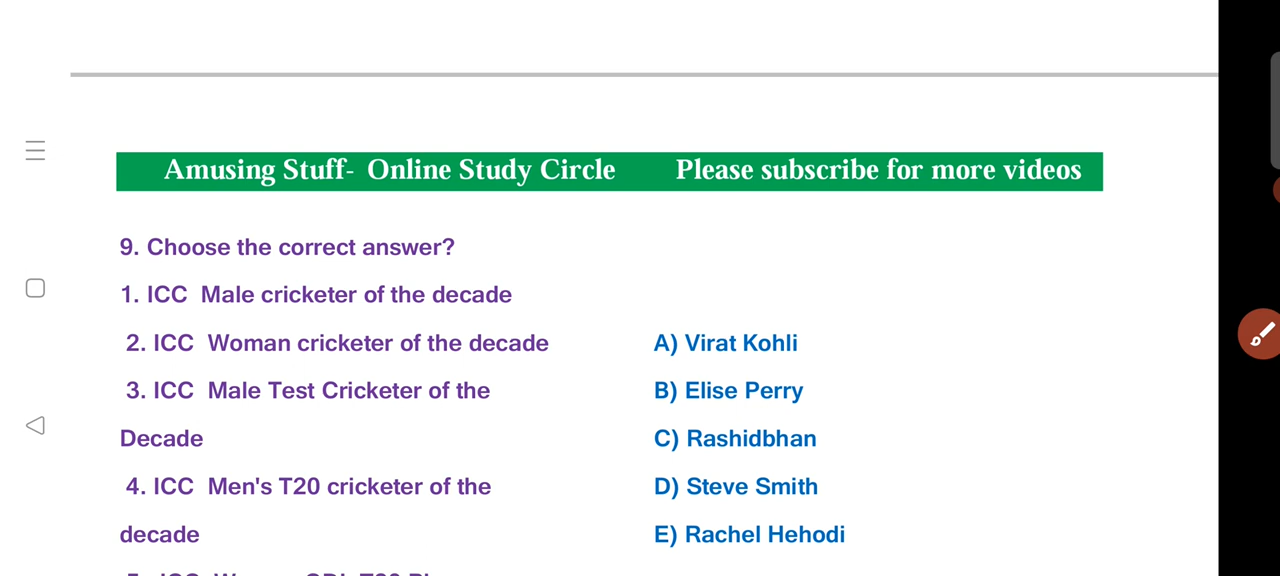 Amusing Stuff- Online Study Circle Please subscribe for more videos
9. Choose the correct answer?
1. ICC Male cricketer of the decade
2. ICC Woman cricketer of the decade
A) Virat Kohli
3. ICC Male Test Cricketer of the
B) Elise Perry
Decade
C) Rashidbhan
4. ICC Men's T20 cricketer of the
D) Steve Smith
decade
E) Rachel Hehodi